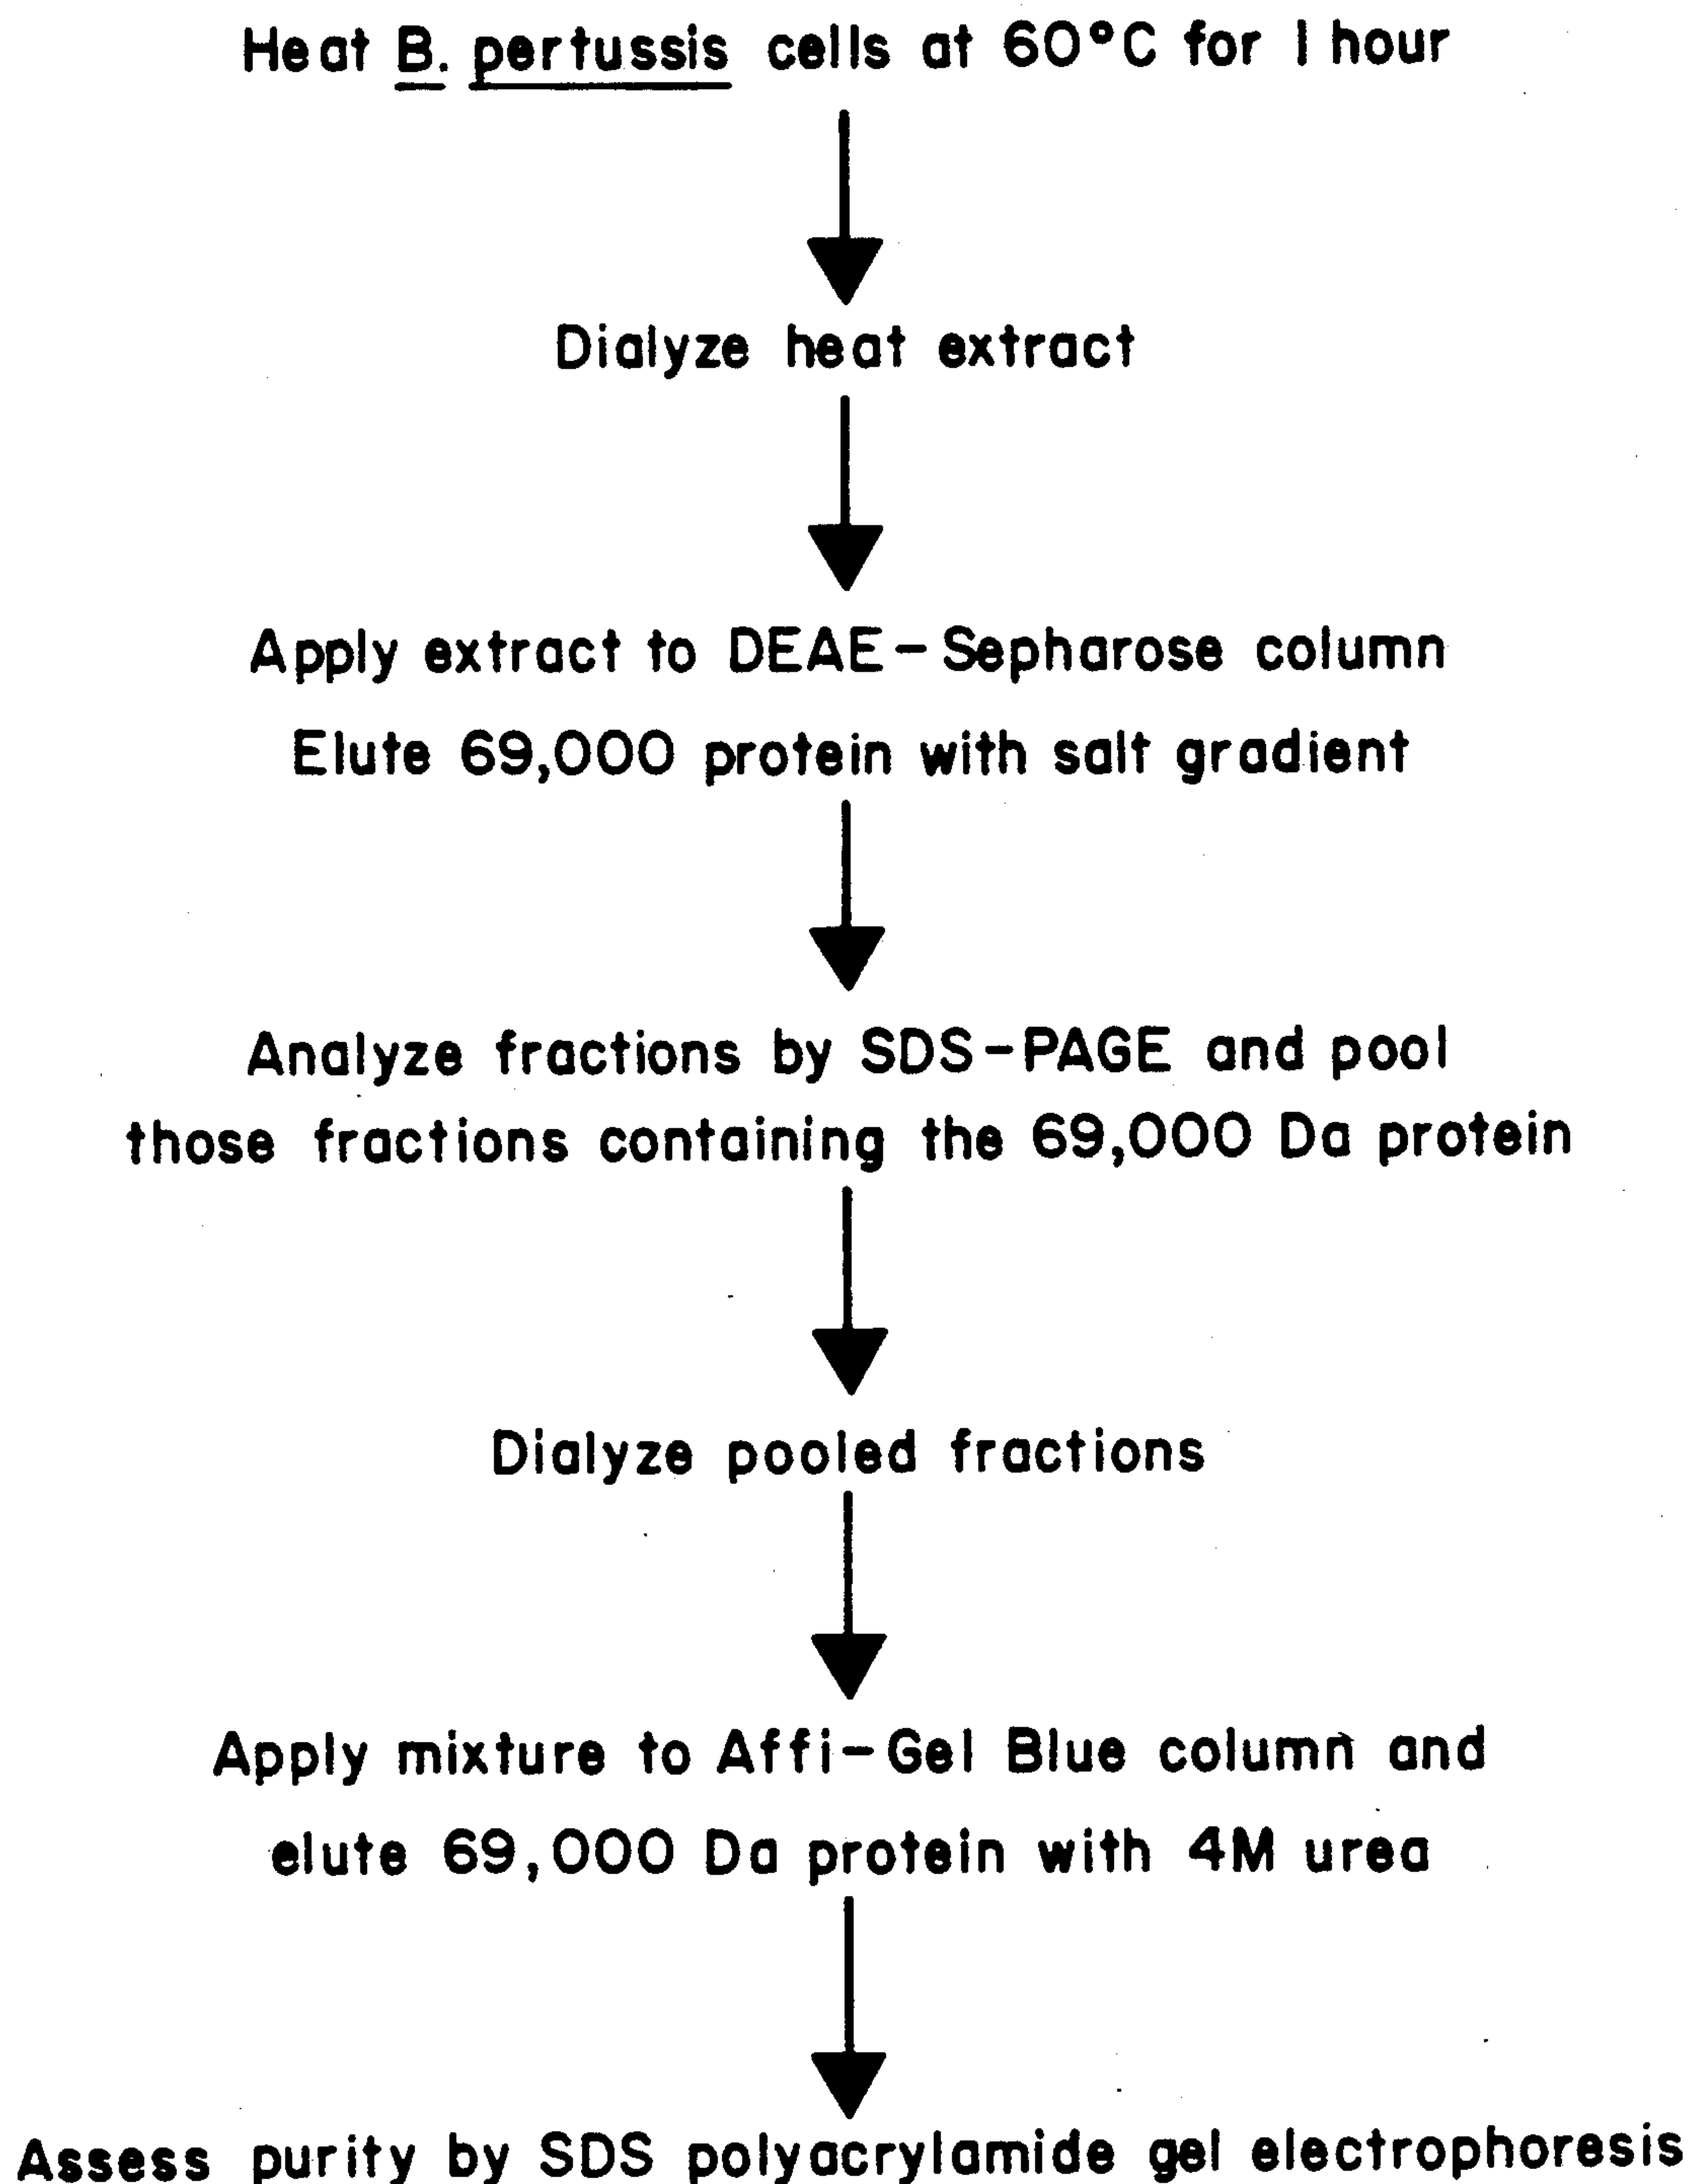 Heat B. pertussis cells at 60°C for 1 hour
Dialyze heat extract
Apply extract to DEAE-Sepharose column
Elute 69,000 protein with salt gradient
Analyze fractions by SDS-PAGE and pool
those fractions containing the 69,000 Da protein
Dialyze pooled fractions
Apply mixture to Affi-Gel Blue column and
elute 69,000 Da protein with 4M urea
Assess purity by SDS polyacrylamide gel electrophoresis